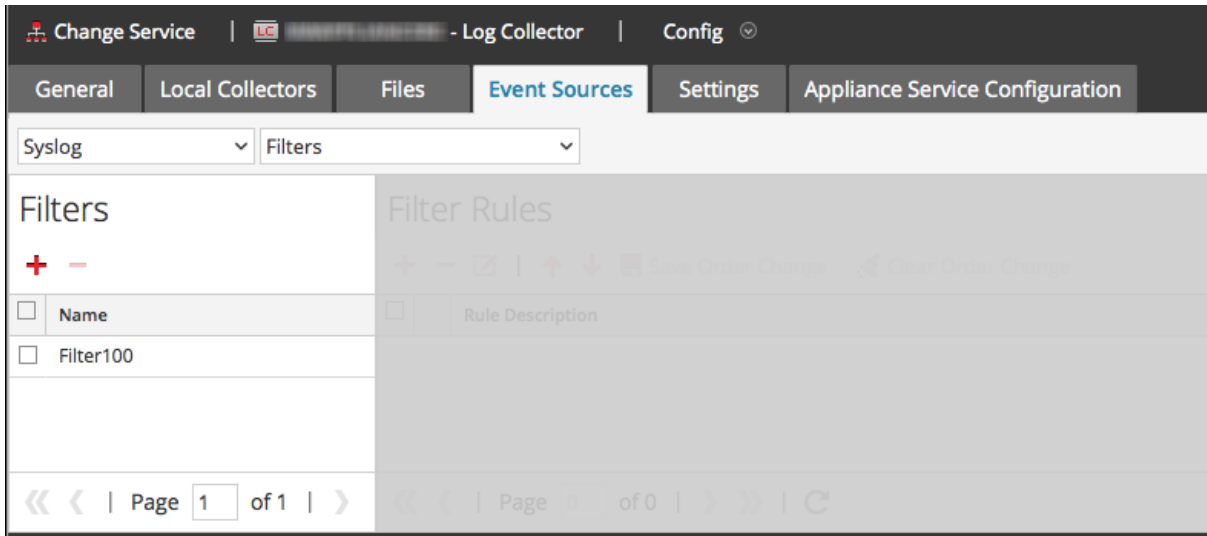 Change Service | LC - Log Collector | Config
General Local Collectors Files Event Sources Settings Appliance Service Configuration
Syslog Filters
Filters
Filter Rules
Save Order Change Clear Order Change
Name
Rule Description
Filter100
Page 1 of 1 |
| Page 0 of 0 | |